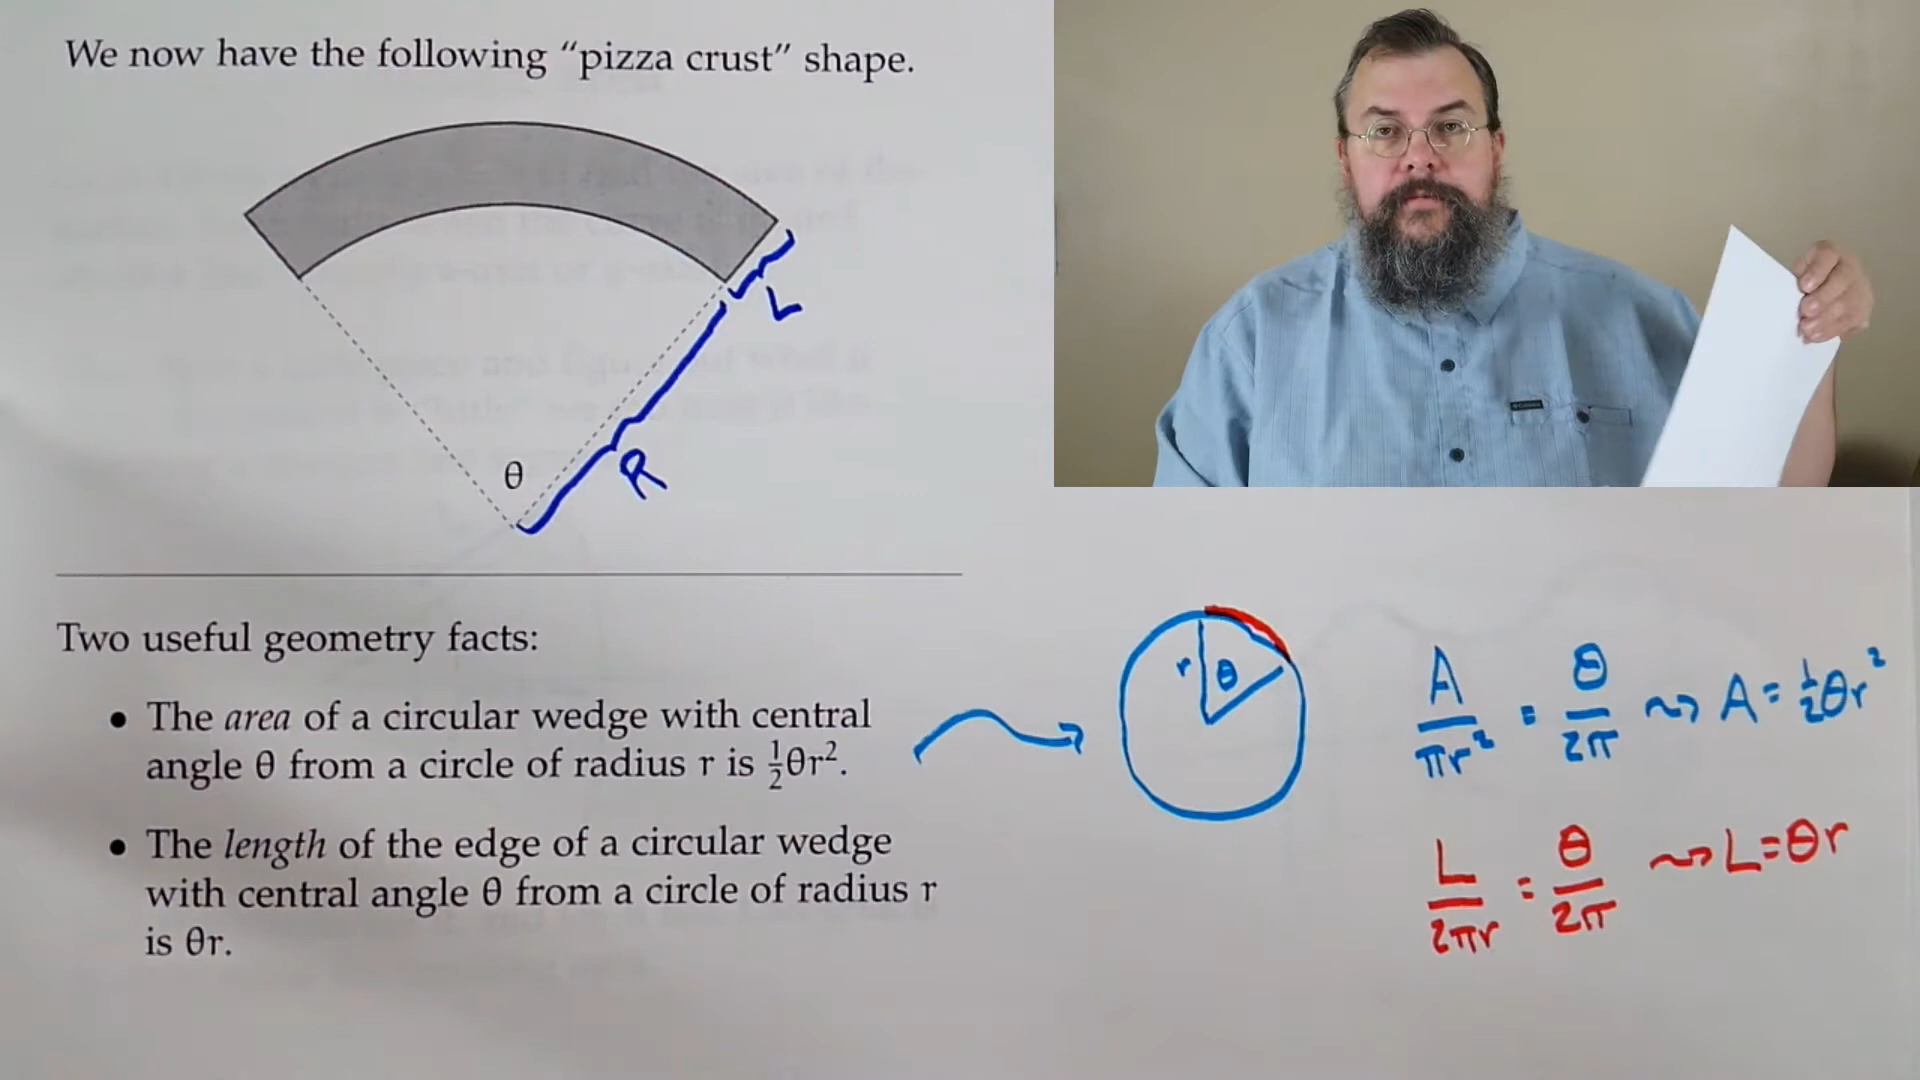 We now have the following “pizza crust” shape.
L
R
θ
Two useful geometry facts:
• The area of a circular wedge with central
angle θ from a circle of radius r is ½θr².
• The length of the edge of a circular wedge
with central angle θ from a circle of radius r
is θr.
r θ
A/πr² = θ/2π ⇝ A = ½θr²
L/2πr = θ/2π ⇝ L = θr